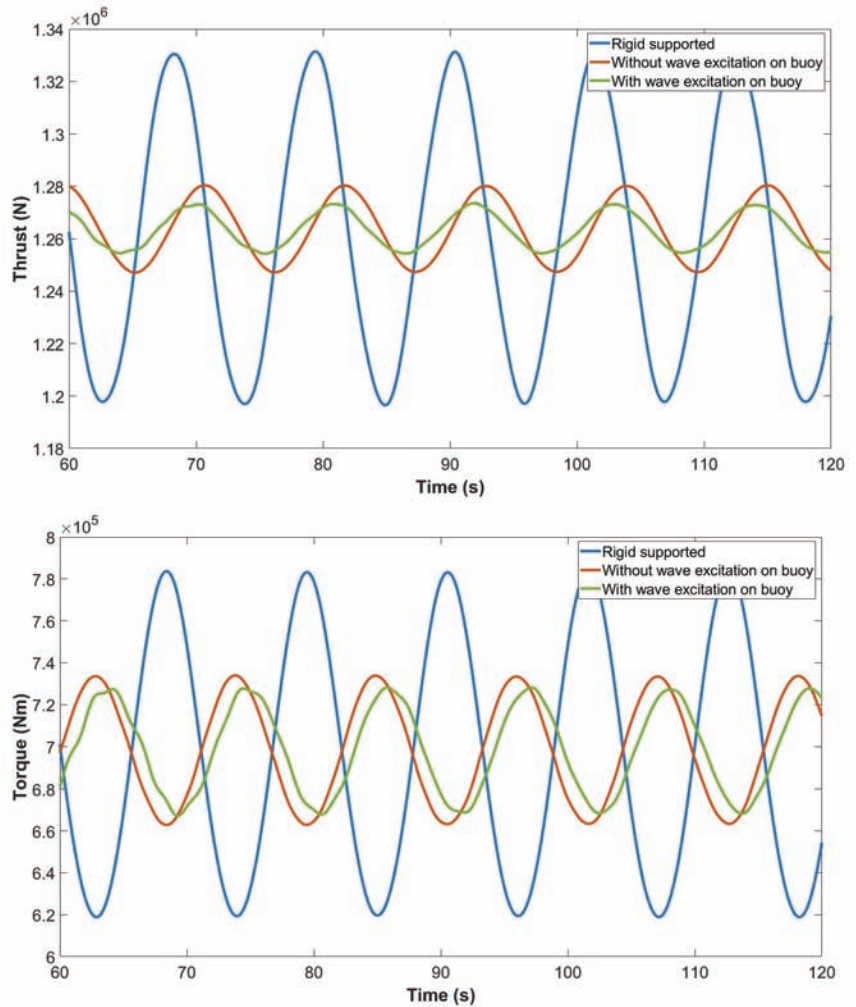 ×10⁶
1.34
1.32
1.3
1.28
1.26
1.24
1.22
1.2
1.18
Thrust (N)
Rigid supported
Without wave excitation on buoy
With wave excitation on buoy
60 70 80 90 100 110 120
Time (s)
×10⁵
8
7.8
7.6
7.4
7.2
7
6.8
6.6
6.4
6.2
6
Torque (Nm)
Rigid supported
Without wave excitation on buoy
With wave excitation on buoy
60 70 80 90 100 110 120
Time (s)